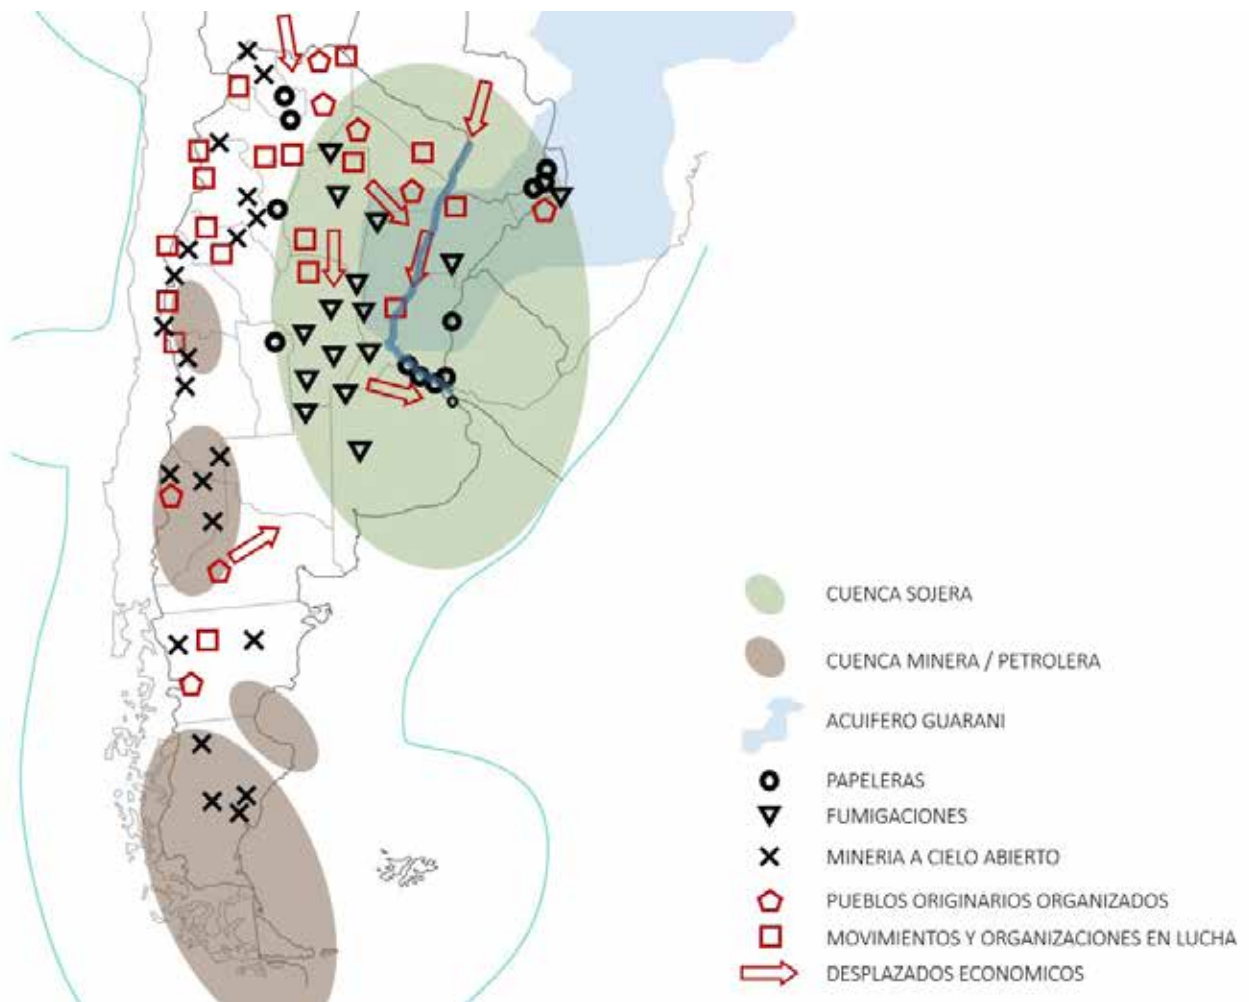 CUENCA SOJERA
CUENCA MINERA / PETROLERA
ACUIFERO GUARANI
PAPELERAS
FUMIGACIONES
MINERIA A CIELO ABIERTO
PUEBLOS ORIGINARIOS ORGANIZADOS
MOVIMIENTOS Y ORGANIZACIONES EN LUCHA
DESPLAZADOS ECONOMICOS